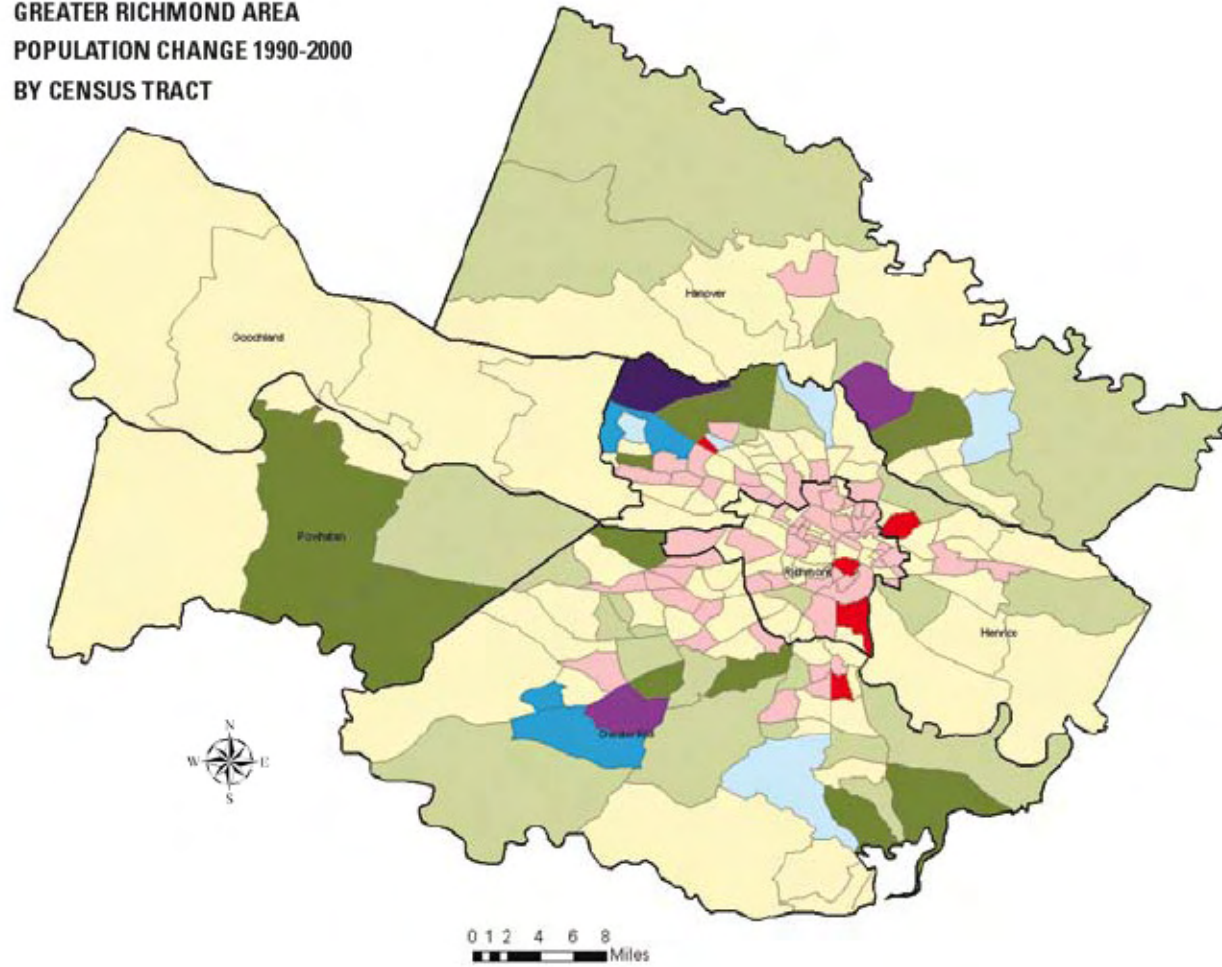 GREATER RICHMOND AREA
POPULATION CHANGE 1990-2000
BY CENSUS TRACT
Hanover
Goochland
Powhatan
Richmond
Henrico
N
W E
S
0 1 2 4 6 8
Miles